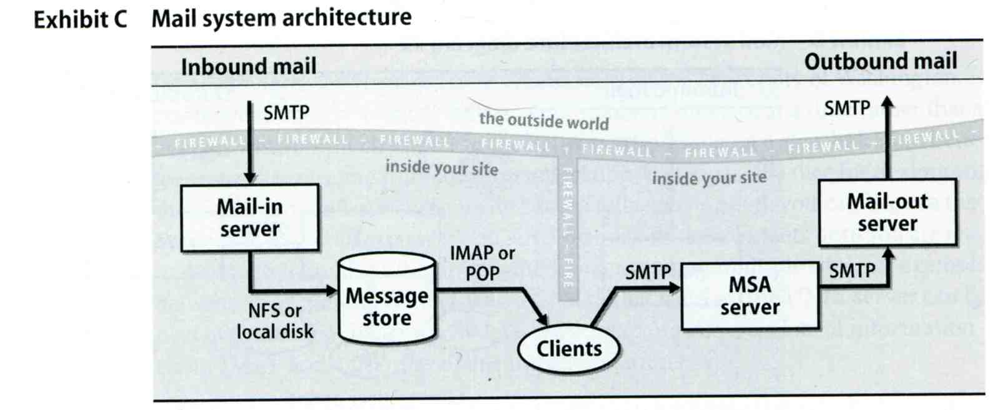 Exhibit C Mail system architecture
Inbound mail
Outbound mail
SMTP
SMTP
the outside world
– FIREWALL – FIREWALL – FIREWALL – FIREWALL – FIREWALL – FIREWALL – FIREWALL – FIREWALL –
inside your site
inside your site
FIREWALL – FIRE
Mail-in
server
Mail-out
server
IMAP or
POP
SMTP
SMTP
Message
store
MSA
server
NFS or
local disk
Clients